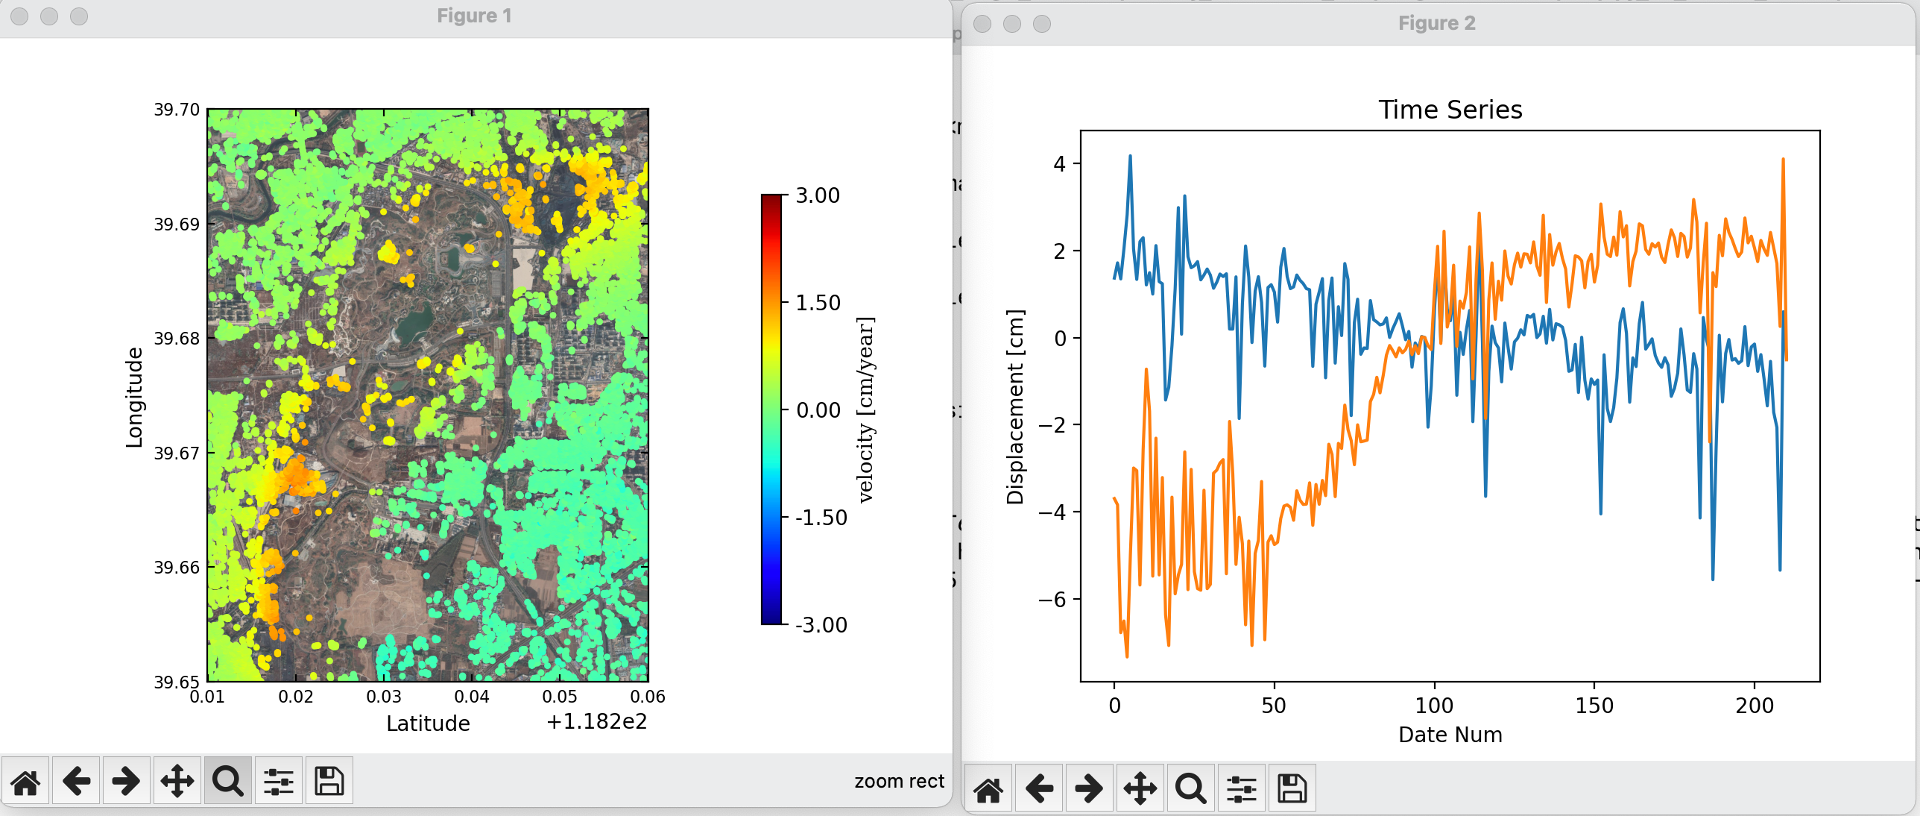 Figure 1
39.70
39.69
39.68
39.67
39.66
39.65
Longitude
0.01 0.02 0.03 0.04 0.05 0.06
Latitude
+1.182e2
3.00
1.50
0.00
-1.50
-3.00
velocity [cm/year]
zoom rect
Figure 2
Time Series
4
2
0
−2
−4
−6
Displacement [cm]
0 50 100 150 200
Date Num